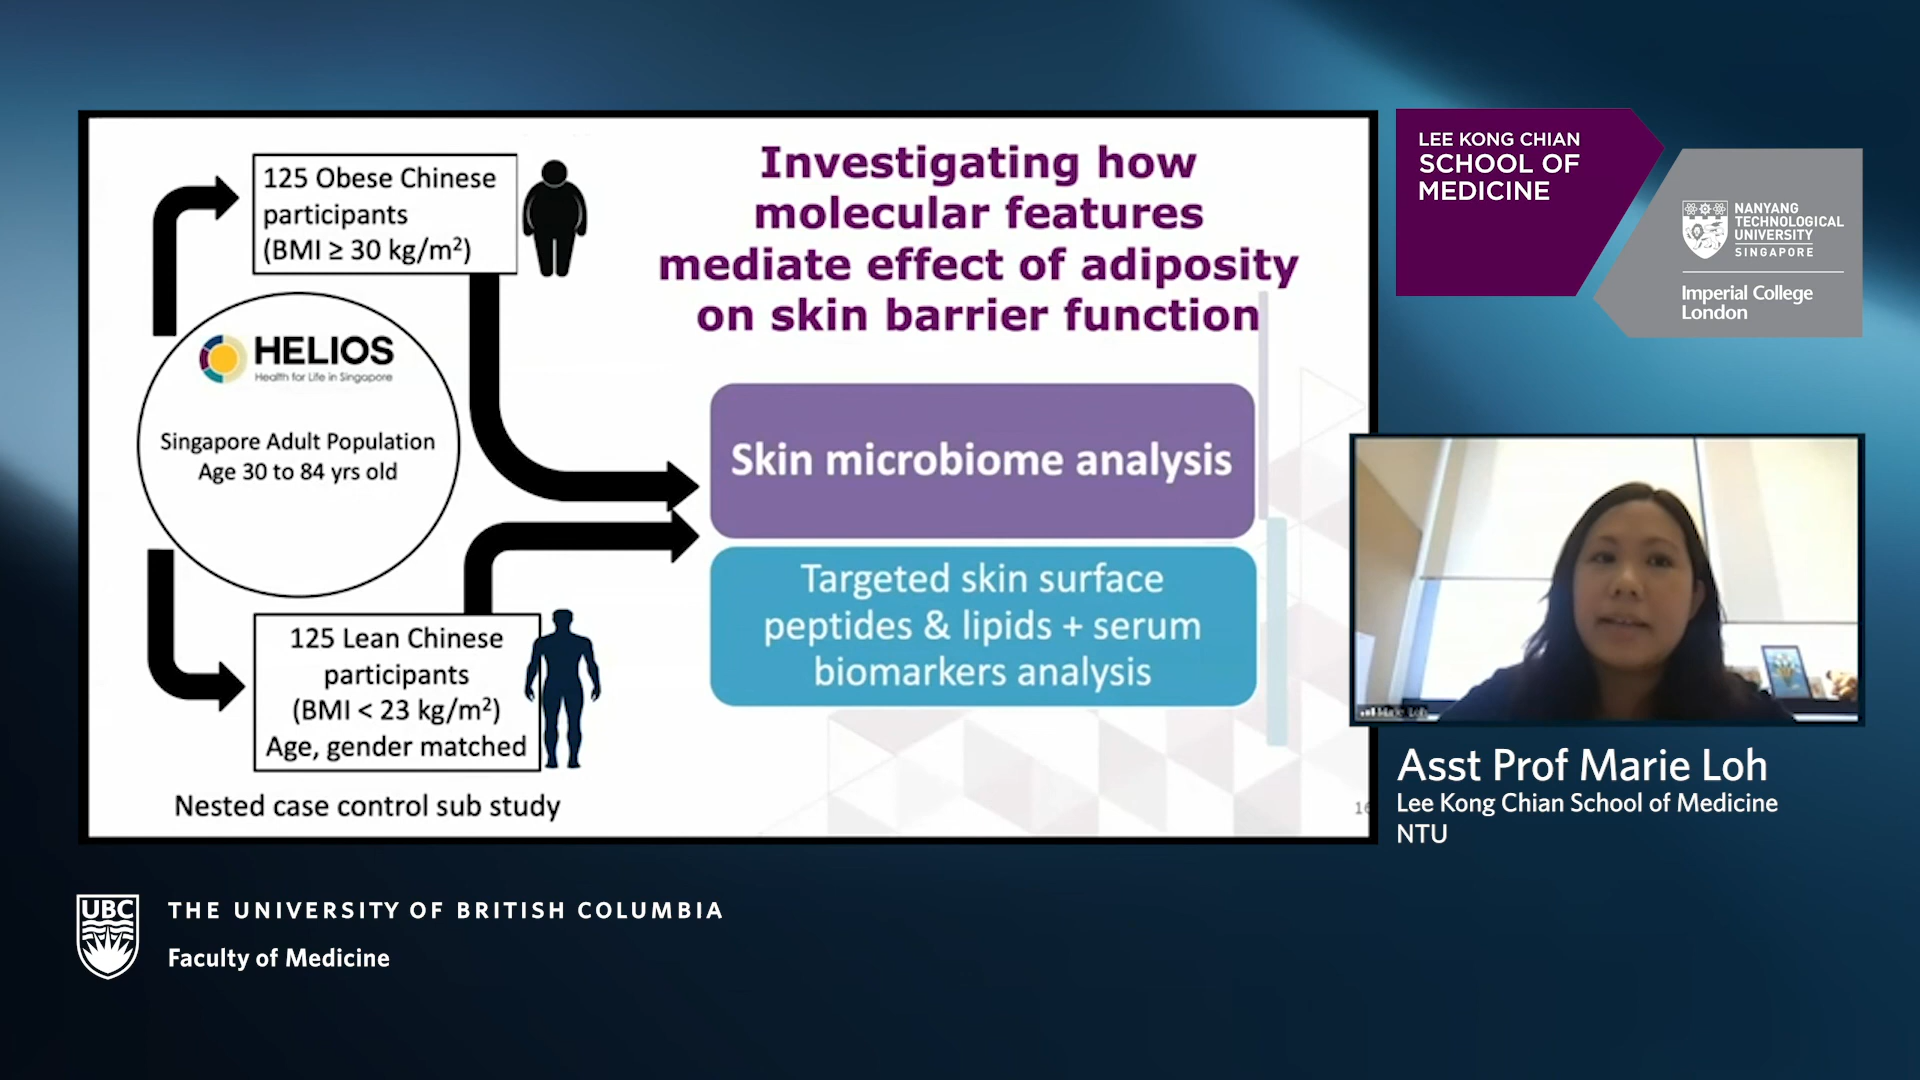 125 Obese Chinese
participants
(BMI ≥ 30 kg/m²)
HELIOS
Health for Life in Singapore
Singapore Adult Population
Age 30 to 84 yrs old
125 Lean Chinese
participants
(BMI < 23 kg/m²)
Age, gender matched
Nested case control sub study
Investigating how
molecular features
mediate effect of adiposity
on skin barrier function
Skin microbiome analysis
Targeted skin surface
peptides & lipids + serum
biomarkers analysis
LEE KONG CHIAN
SCHOOL OF
MEDICINE
NANYANG
TECHNOLOGICAL
UNIVERSITY
SINGAPORE
Imperial College
London
Marie Loh
Asst Prof Marie Loh
Lee Kong Chian School of Medicine
NTU
UBC
THE UNIVERSITY OF BRITISH COLUMBIA
Faculty of Medicine